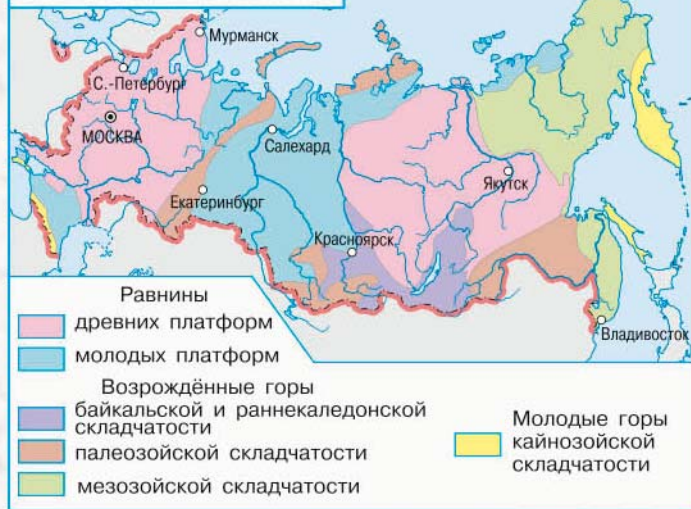 Мурманск
С.-Петербург
МОСКВА
Салехард
Екатеринбург
Красноярск
Якутск
Владивосток
Равнины
древних платформ
молодых платформ
Возрождённые горы
байкальской и раннекаледонской
складчатости
палеозойской складчатости
мезозойской складчатости
Молодые горы
кайнозойской
складчатости